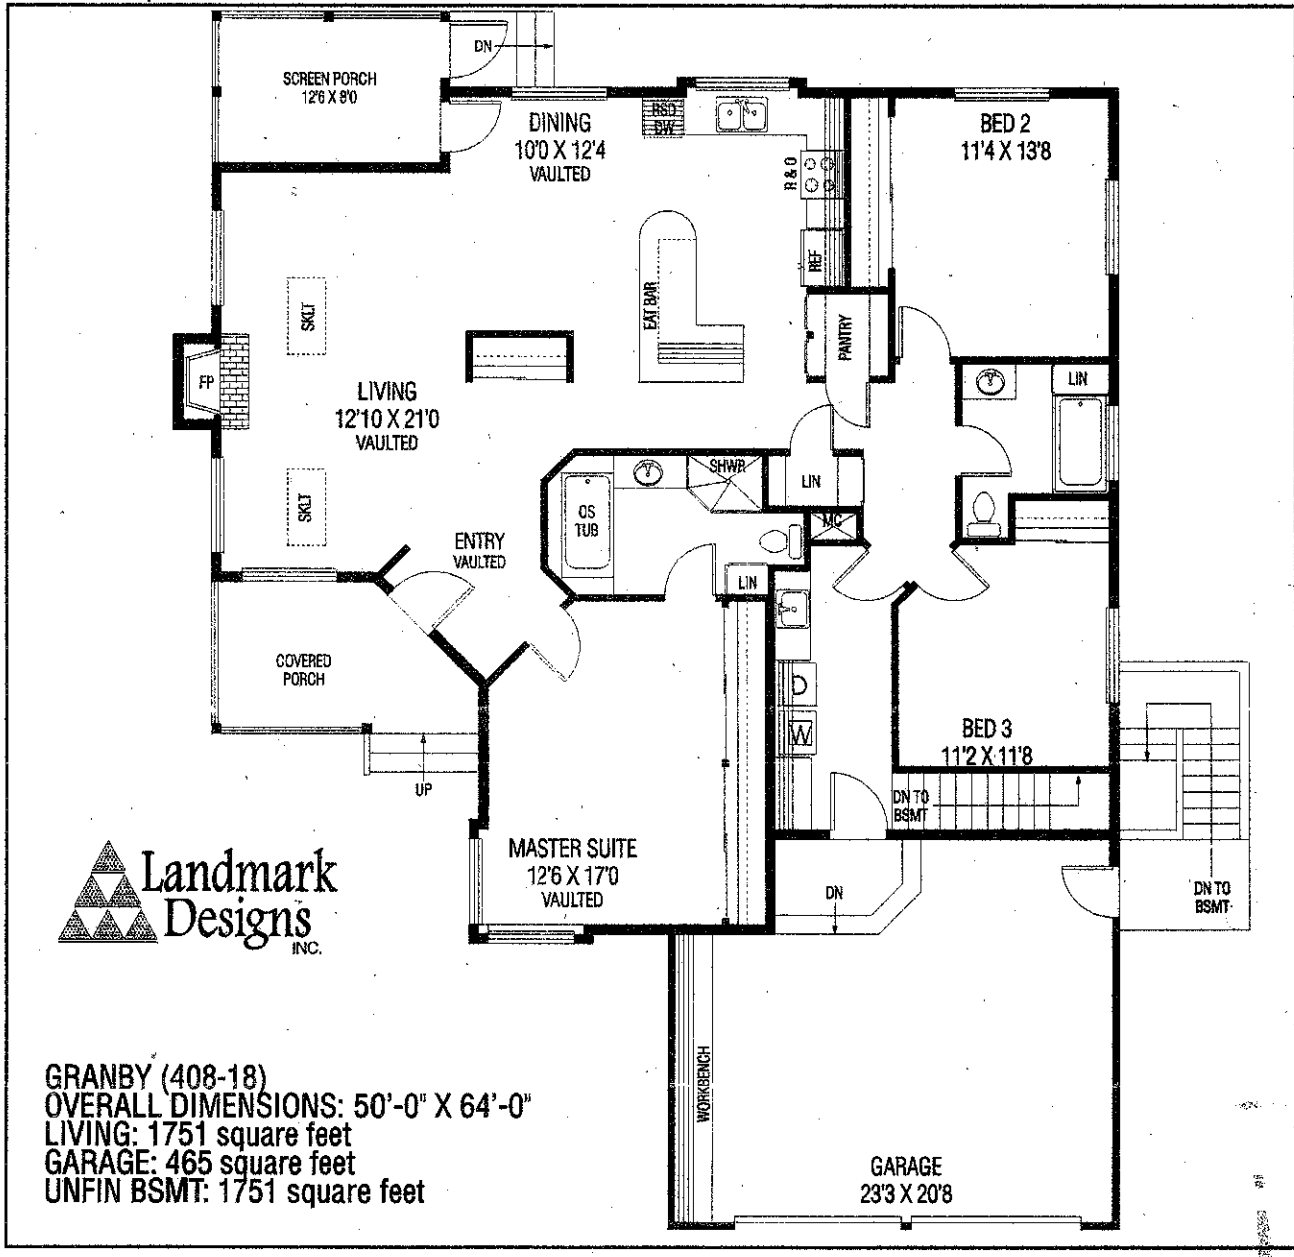 SCREEN PORCH
12'6 X 8'0
DN
DINING
10'0 X 12'4
VAULTED
RSD
DW
R & O
REF
BED 2
11'4 X 13'8
SKLT
EAT BAR
PANTRY
FP
LIVING
12'10 X 21'0
VAULTED
LIN
SKLT
SHWR
LIN
OS
TUB
MC
ENTRY
VAULTED
LIN
COVERED
PORCH
UP
D
W
BED 3
11'2 X 11'8
DN TO
BSMT
MASTER SUITE
12'6 X 17'0
VAULTED
DN
DN TO
BSMT
Landmark
Designs
INC.
WORKBENCH
GARAGE
23'3 X 20'8
GRANBY (408-18)
OVERALL DIMENSIONS: 50'-0" X 64'-0"
LIVING: 1751 square feet
GARAGE: 465 square feet
UNFIN BSMT: 1751 square feet